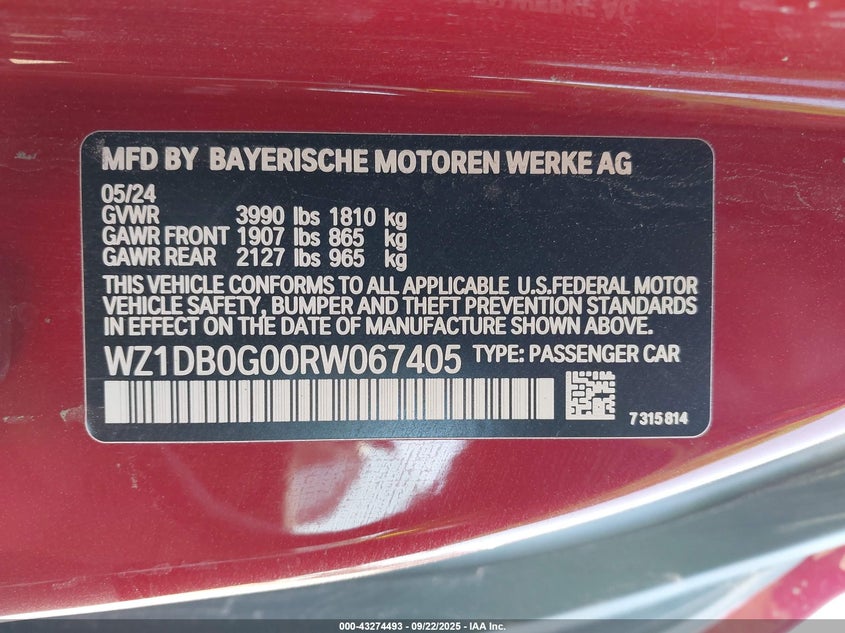 MFD BY BAYERISCHE MOTOREN WERKE AG
05/24
GVWR 3990 lbs 1810 kg
GAWR FRONT 1907 lbs 865 kg
GAWR REAR 2127 lbs 965 kg
THIS VEHICLE CONFORMS TO ALL APPLICABLE U.S.FEDERAL MOTOR
VEHICLE SAFETY, BUMPER AND THEFT PREVENTION STANDARDS
IN EFFECT ON THE DATE OF MANUFACTURE SHOWN ABOVE.
WZ1DB0G00RW067405 TYPE: PASSENGER CAR
7315814
000-43274493 - 09/22/2025 - IAA Inc.